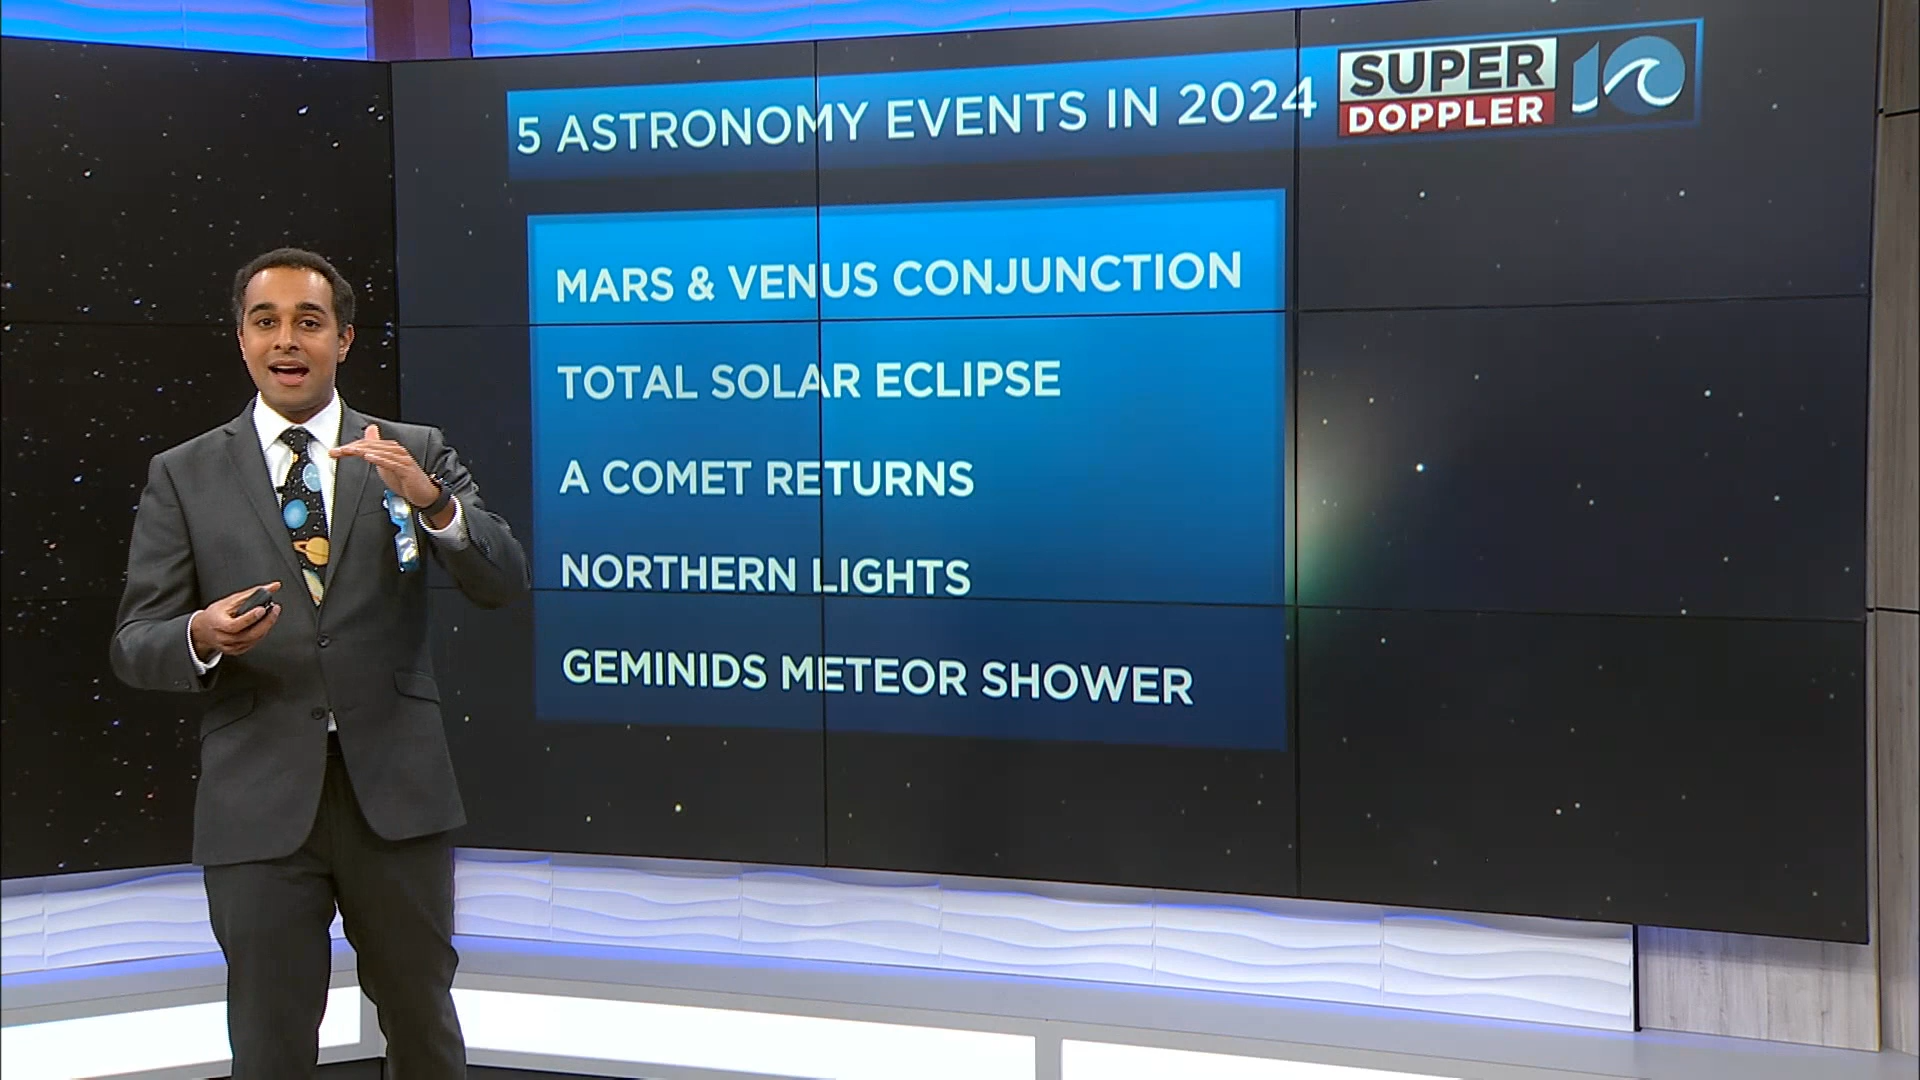 5 ASTRONOMY EVENTS IN 2024
SUPER
DOPPLER
10
MARS & VENUS CONJUNCTION
TOTAL SOLAR ECLIPSE
A COMET RETURNS
NORTHERN LIGHTS
GEMINIDS METEOR SHOWER